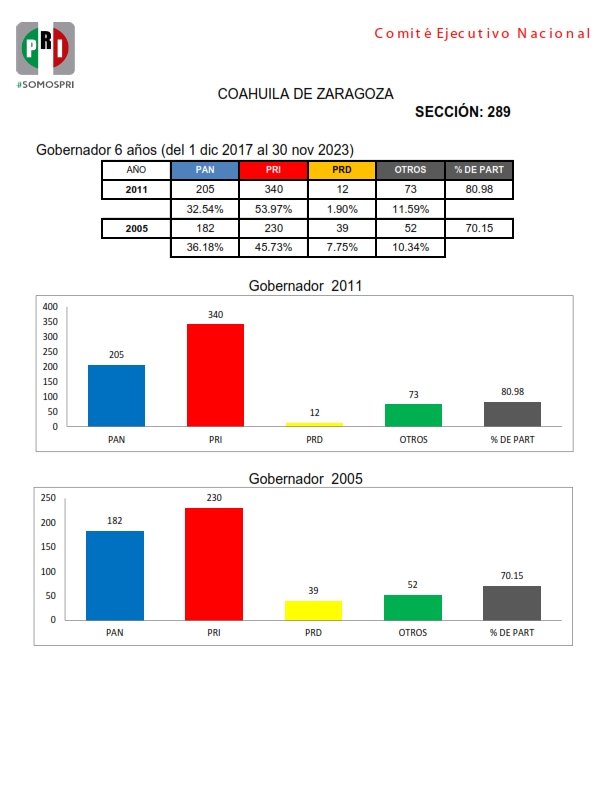 Comité Ejecutivo Nacional
PRI
#SOMOSPRI
COAHUILA DE ZARAGOZA
SECCIÓN: 289
Gobernador 6 años (del 1 dic 2017 al 30 nov 2023)
AÑO PAN PRI PRD OTROS % DE PART
2011 205 340 12 73 80.98
32.54% 53.97% 1.90% 11.59%
2005 182 230 39 52 70.15
36.18% 45.73% 7.75% 10.34%
Gobernador 2011
400
350
300
250
200
150
100
50
0
205
340
12
73
80.98
PAN PRI PRD OTROS % DE PART
Gobernador 2005
250
200
150
100
50
0
182
230
39
52
70.15
PAN PRI PRD OTROS % DE PART